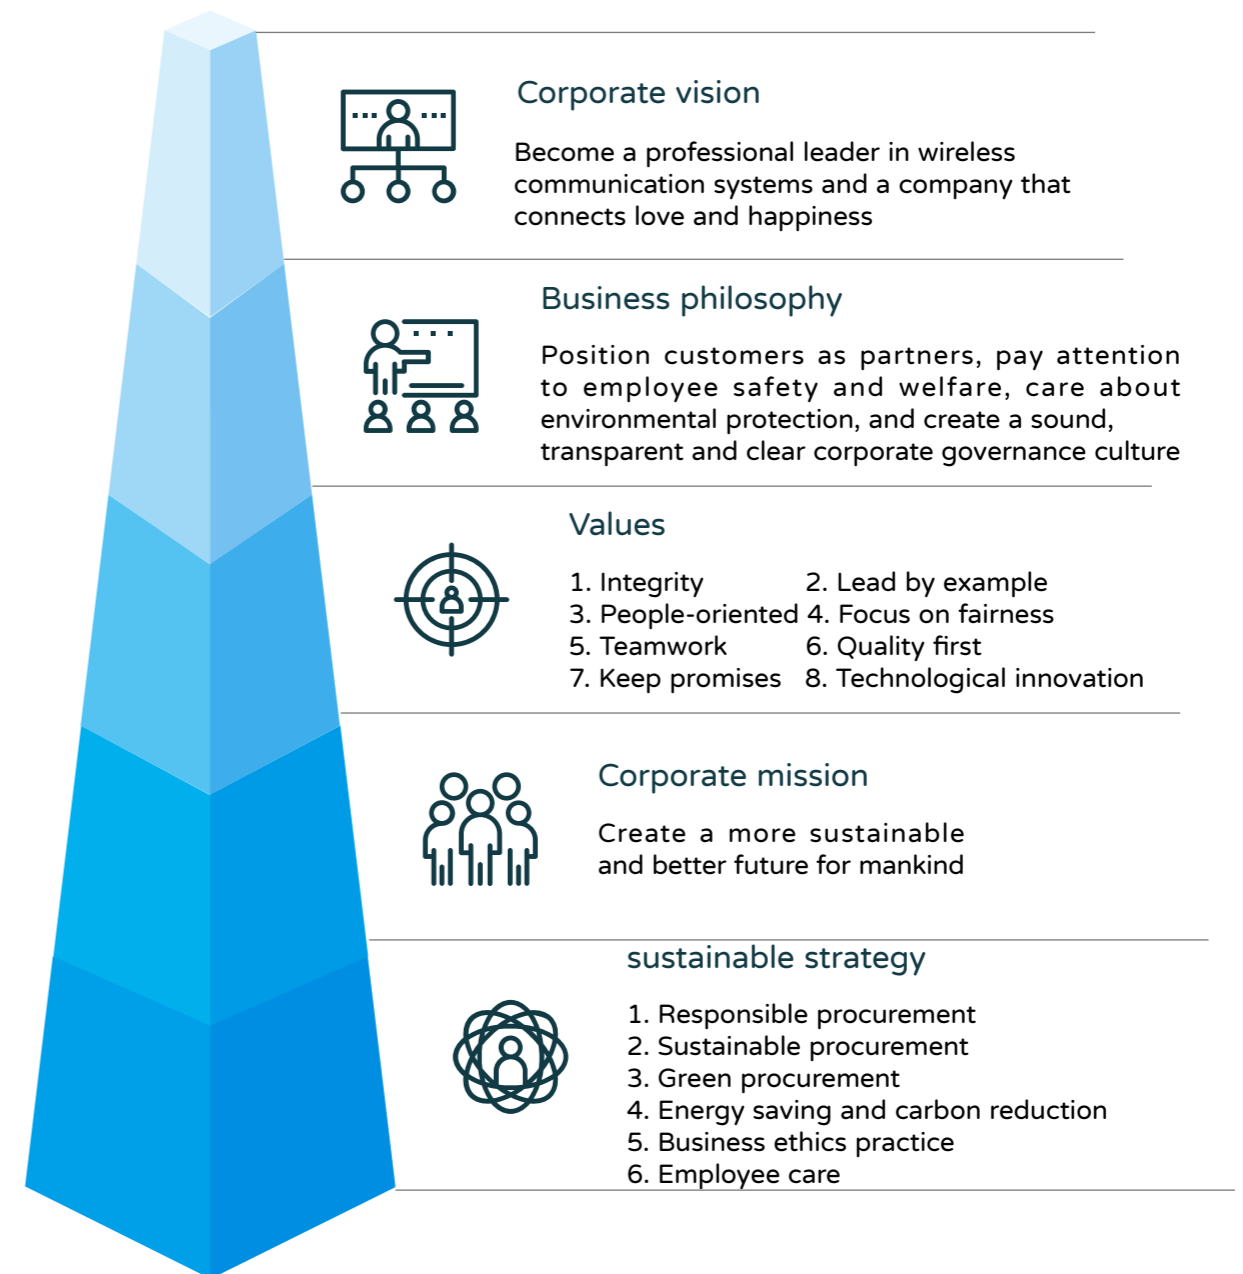 Corporate vision
Become a professional leader in wireless
communication systems and a company that
connects love and happiness
Business philosophy
Position customers as partners, pay attention
to employee safety and welfare, care about
environmental protection, and create a sound,
transparent and clear corporate governance culture
Values
1. Integrity 2. Lead by example
3. People-oriented 4. Focus on fairness
5. Teamwork 6. Quality first
7. Keep promises 8. Technological innovation
Corporate mission
Create a more sustainable
and better future for mankind
sustainable strategy
1. Responsible procurement
2. Sustainable procurement
3. Green procurement
4. Energy saving and carbon reduction
5. Business ethics practice
6. Employee care